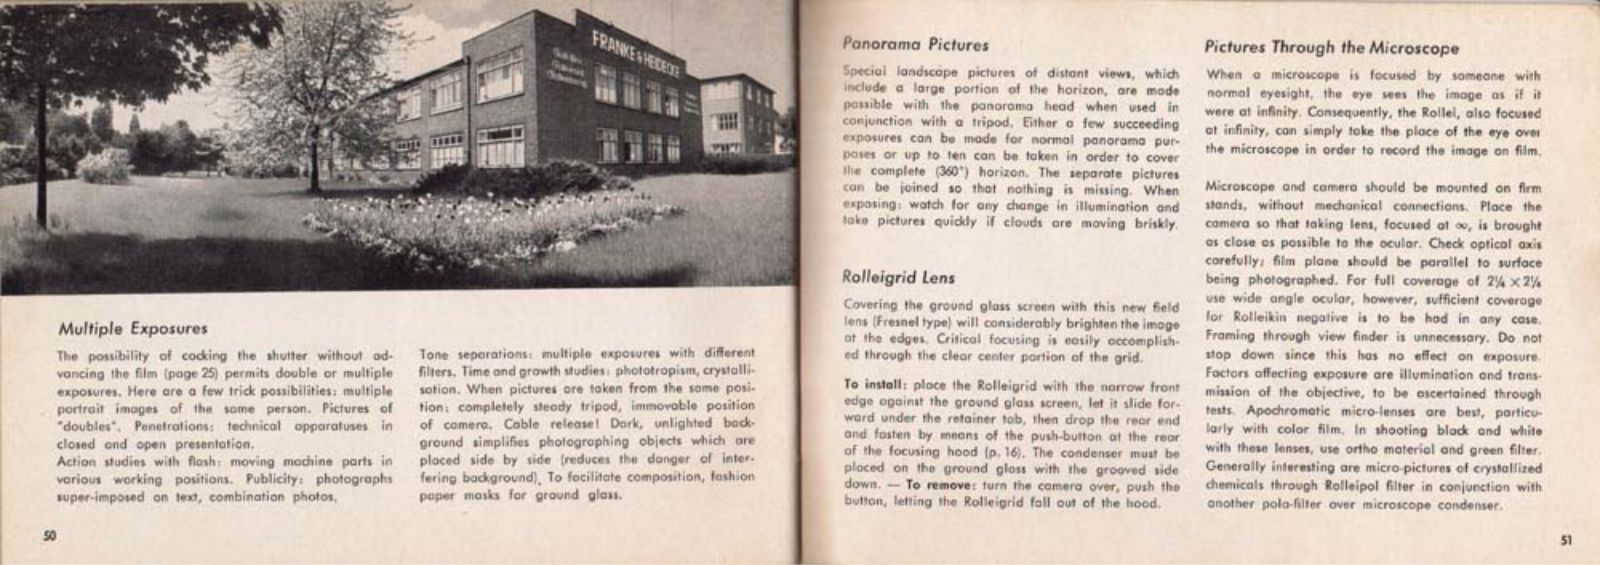 FRANKE & HEIDECKE
Multiple Exposures
The possibility of cocking the shutter without ad-
vancing the film (page 25) permits double or multiple
exposures. Here are a few trick possibilities: multiple
portrait images of the same person. Pictures of
"doubles". Penetrations: technical apparatuses in
closed and open presentation.
Action studies with flash: moving machine parts in
various working positions. Publicity: photographs
super-imposed on text, combination photos.
Tone separations: multiple exposures with different
filters. Time and growth studies: phototropism, crystalli-
sation. When pictures are taken from the same posi-
tion: completely steady tripod, immovable position
of camera. Cable release! Dark, unlighted back-
ground simplifies photographing objects which are
placed side by side (reduces the danger of inter-
fering background). To facilitate composition, fashion
paper masks for ground glass.
50
Panorama Pictures
Special landscape pictures of distant views, which
include a large portion of the horizon, are made
possible with the panorama head when used in
conjunction with a tripod. Either a few succeeding
exposures can be made for normal panorama pur-
poses or up to ten can be taken in order to cover
the complete (360°) horizon. The separate pictures
can be joined so that nothing is missing. When
exposing: watch for any change in illumination and
take pictures quickly if clouds are moving briskly.
Rolleigrid Lens
Covering the ground glass screen with this new field
lens (Fresnel type) will considerably brighten the image
at the edges. Critical focusing is easily accomplish-
ed through the clear center portion of the grid.
To install: place the Rolleigrid with the narrow front
edge against the ground glass screen, let it slide for-
ward under the retainer tab, then drop the rear end
and fasten by means of the push-button at the rear
of the focusing hood (p. 16). The condenser must be
placed on the ground glass with the grooved side
down. — To remove: turn the camera over, push the
button, letting the Rolleigrid fall out of the hood.
Pictures Through the Microscope
When a microscope is focused by someone with
normal eyesight, the eye sees the image as if it
were at infinity. Consequently, the Rollei, also focused
at infinity, can simply take the place of the eye over
the microscope in order to record the image on film.
Microscope and camera should be mounted on firm
stands, without mechanical connections. Place the
camera so that taking lens, focused at ∞, is brought
as close as possible to the ocular. Check optical axis
carefully; film plane should be parallel to surface
being photographed. For full coverage of 2¼ × 2¼
use wide angle ocular, however, sufficient coverage
for Rolleikin negative is to be had in any case.
Framing through view finder is unnecessary. Do not
stop down since this has no effect on exposure.
Factors affecting exposure are illumination and trans-
mission of the objective, to be ascertained through
tests. Apochromatic micro-lenses are best, particu-
larly with color film. In shooting black and white
with these lenses, use ortho material and green filter.
Generally interesting are micro-pictures of crystallized
chemicals through Rolleipol filter in conjunction with
another pola-filter over microscope condenser.
51